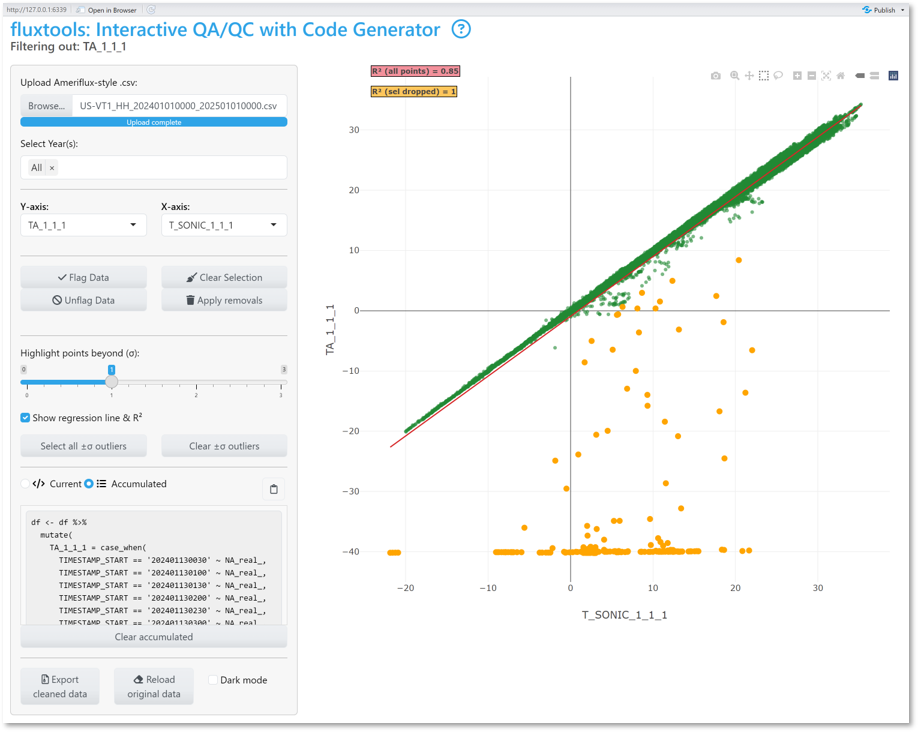 http://127.0.0.1:6339
Open in Browser
Publish
fluxtools: Interactive QA/QC with Code Generator ?
Filtering out: TA_1_1_1
Upload Ameriflux-style .csv:
Browse... US-VT1_HH_202401010000_202501010000.csv
Upload complete
Select Year(s):
All ×
Y-axis: X-axis:
TA_1_1_1 T_SONIC_1_1_1
Flag Data Clear Selection
Unflag Data Apply removals
Highlight points beyond (σ):
0 1 3
0 1 2 3
Show regression line & R²
Select all ±σ outliers Clear ±σ outliers
</> Current Accumulated
df <- df %>%
mutate(
TA_1_1_1 = case_when(
TIMESTAMP_START == '202401130030' ~ NA_real_,
TIMESTAMP_START == '202401130100' ~ NA_real_,
TIMESTAMP_START == '202401130130' ~ NA_real_,
TIMESTAMP_START == '202401130200' ~ NA_real_,
TIMESTAMP_START == '202401130230' ~ NA_real_,
TIMESTAMP_START == '202401130300' ~ NA_real_,
Clear accumulated
Export
cleaned data
Reload
original data
Dark mode
R² (all points) = 0.85
R² (sel dropped) = 1
30
20
10
0
−10
−20
−30
−40
TA_1_1_1
−20 −10 0 10 20 30
T_SONIC_1_1_1